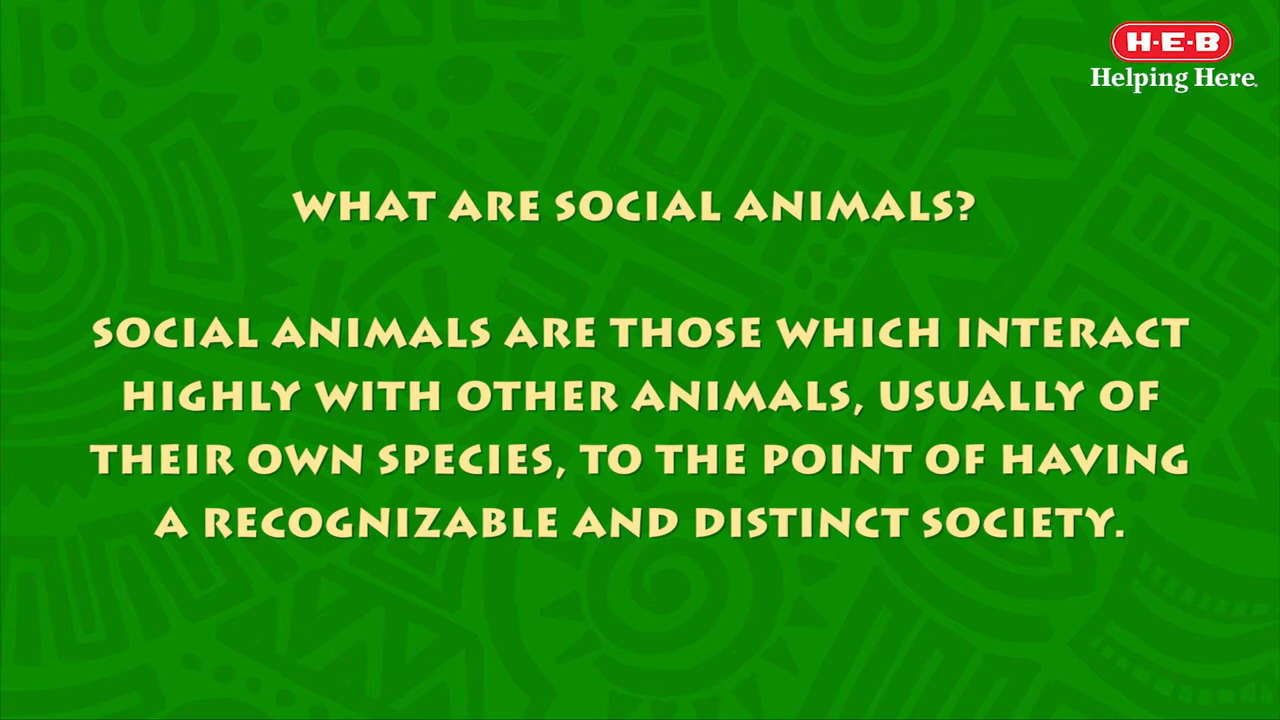 H-E-B
Helping Here.
WHAT ARE SOCIAL ANIMALS?
SOCIAL ANIMALS ARE THOSE WHICH INTERACT
HIGHLY WITH OTHER ANIMALS, USUALLY OF
THEIR OWN SPECIES, TO THE POINT OF HAVING
A RECOGNIZABLE AND DISTINCT SOCIETY.